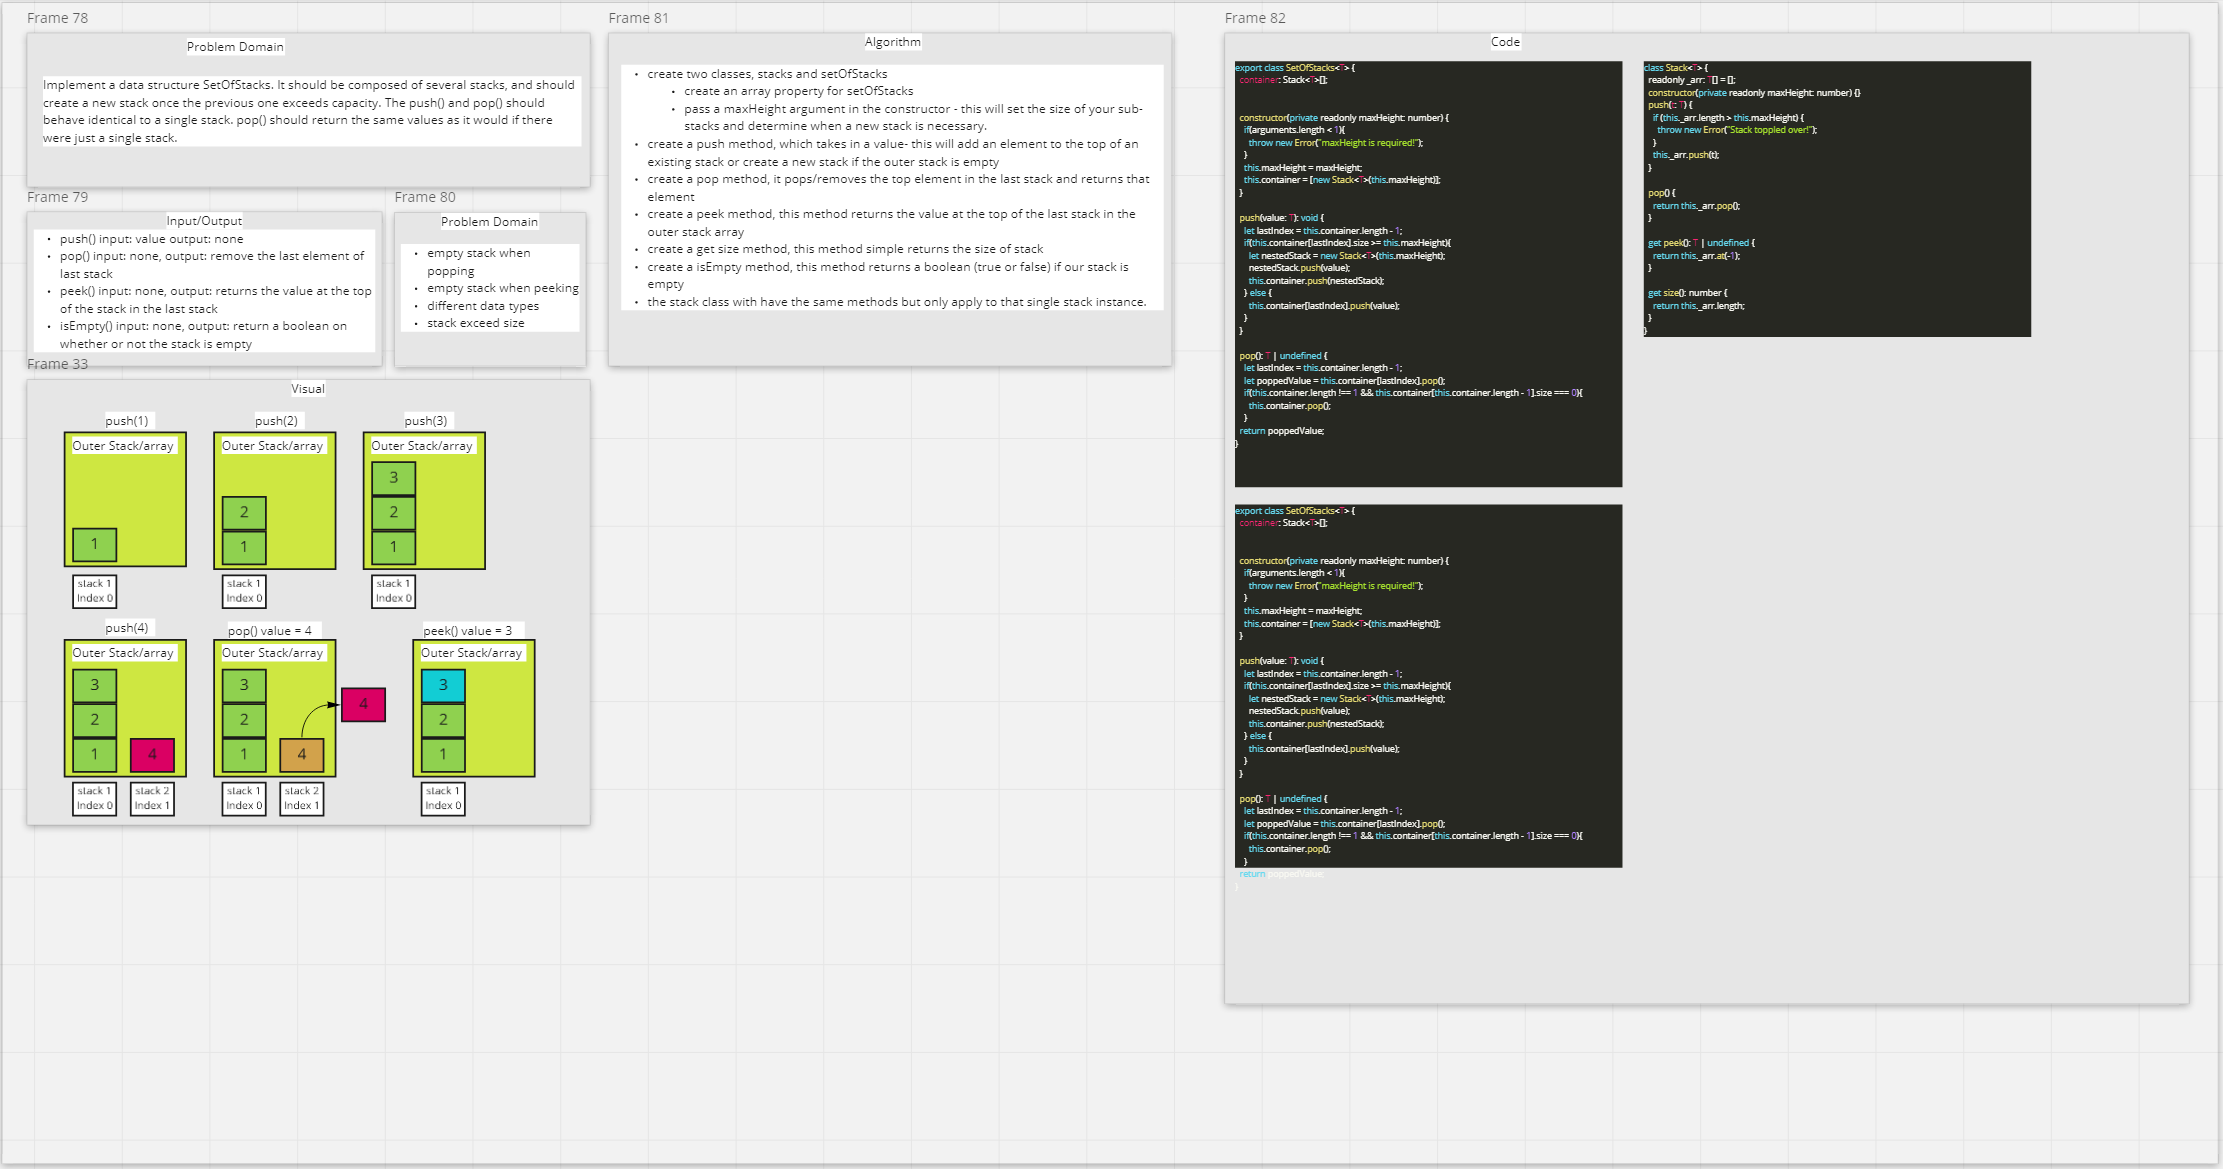 Frame 78
Problem Domain
Implement a data structure SetOfStacks. It should be composed of several stacks, and should
create a new stack once the previous one exceeds capacity. The push() and pop() should
behave identical to a single stack. pop() should return the same values as it would if there
were just a single stack.
Frame 79
Input/Output
• push() input: value output: none
• pop() input: none, output: remove the last element of
last stack
• peek() input: none, output: returns the value at the top
of the stack in the last stack
• isEmpty() input: none, output: return a boolean on
whether or not the stack is empty
Frame 80
Problem Domain
• empty stack when
popping
• empty stack when peeking
• different data types
• stack exceed size
Frame 33
Visual
push(1)
push(2)
push(3)
Outer Stack/array
Outer Stack/array
Outer Stack/array
3
2
2
1
1
1
stack 1
Index 0
stack 1
Index 0
stack 1
Index 0
push(4)
pop() value = 4
peek() value = 3
Outer Stack/array
Outer Stack/array
Outer Stack/array
3
3
3
4
2
2
2
1
4
1
4
1
stack 1
Index 0
stack 2
Index 1
stack 1
Index 0
stack 2
Index 1
stack 1
Index 0
Frame 81
Algorithm
• create two classes, stacks and setOfStacks
• create an array property for setOfStacks
• pass a maxHeight argument in the constructor - this will set the size of your sub-
stacks and determine when a new stack is necessary.
• create a push method, which takes in a value- this will add an element to the top of an
existing stack or create a new stack if the outer stack is empty
• create a pop method, it pops/removes the top element in the last stack and returns that
element
• create a peek method, this method returns the value at the top of the last stack in the
outer stack array
• create a get size method, this method simple returns the size of stack
• create a isEmpty method, this method returns a boolean (true or false) if our stack is
empty
• the stack class with have the same methods but only apply to that single stack instance.
Frame 82
Code
export class SetOfStacks<T> {
container: Stack<T>[];
constructor(private readonly maxHeight: number) {
if(arguments.length < 1){
throw new Error("maxHeight is required!");
}
this.maxHeight = maxHeight;
this.container = [new Stack<T>(this.maxHeight)];
}
push(value: T): void {
let lastIndex = this.container.length - 1;
if(this.container[lastIndex].size >= this.maxHeight){
let nestedStack = new Stack<T>(this.maxHeight);
nestedStack.push(value);
this.container.push(nestedStack);
} else {
this.container[lastIndex].push(value);
}
}
pop(): T | undefined {
let lastIndex = this.container.length - 1;
let poppedValue = this.container[lastIndex].pop();
if(this.container.length !== 1 && this.container[this.container.length - 1].size === 0){
this.container.pop();
}
return poppedValue;
}
class Stack<T> {
readonly _arr: T[] = [];
constructor(private readonly maxHeight: number) {}
push(t: T) {
if (this._arr.length > this.maxHeight) {
throw new Error("Stack toppled over!");
}
this._arr.push(t);
}
pop() {
return this._arr.pop();
}
get peek(): T | undefined {
return this._arr.at(-1);
}
get size(): number {
return this._arr.length;
}
}
export class SetOfStacks<T> {
container: Stack<T>[];
constructor(private readonly maxHeight: number) {
if(arguments.length < 1){
throw new Error("maxHeight is required!");
}
this.maxHeight = maxHeight;
this.container = [new Stack<T>(this.maxHeight)];
}
push(value: T): void {
let lastIndex = this.container.length - 1;
if(this.container[lastIndex].size >= this.maxHeight){
let nestedStack = new Stack<T>(this.maxHeight);
nestedStack.push(value);
this.container.push(nestedStack);
} else {
this.container[lastIndex].push(value);
}
}
pop(): T | undefined {
let lastIndex = this.container.length - 1;
let poppedValue = this.container[lastIndex].pop();
if(this.container.length !== 1 && this.container[this.container.length - 1].size === 0){
this.container.pop();
}
return poppedValue;
}